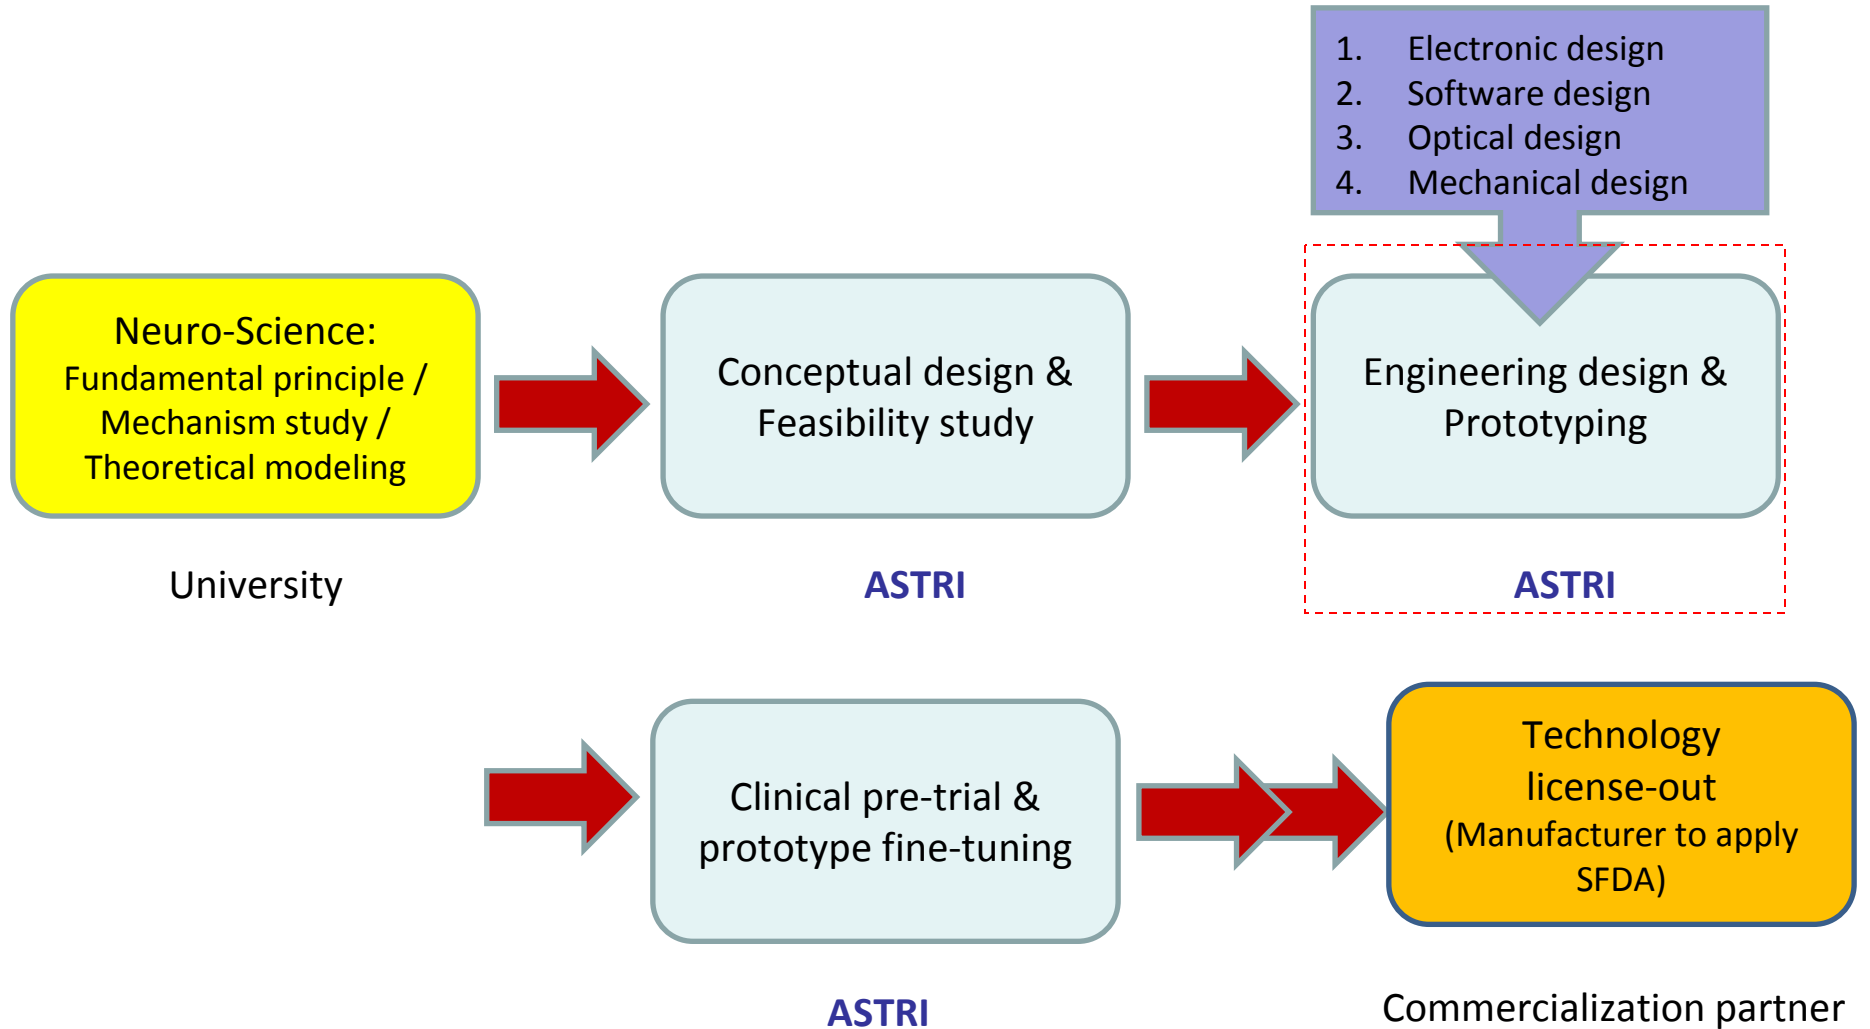 1. Electronic design
2. Software design
3. Optical design
4. Mechanical design
Neuro-Science:
Fundamental principle /
Mechanism study /
Theoretical modeling
Conceptual design &
Feasibility study
Engineering design &
Prototyping
University
ASTRI
ASTRI
Clinical pre-trial &
prototype fine-tuning
Technology
license-out
(Manufacturer to apply
SFDA)
ASTRI
Commercialization partner